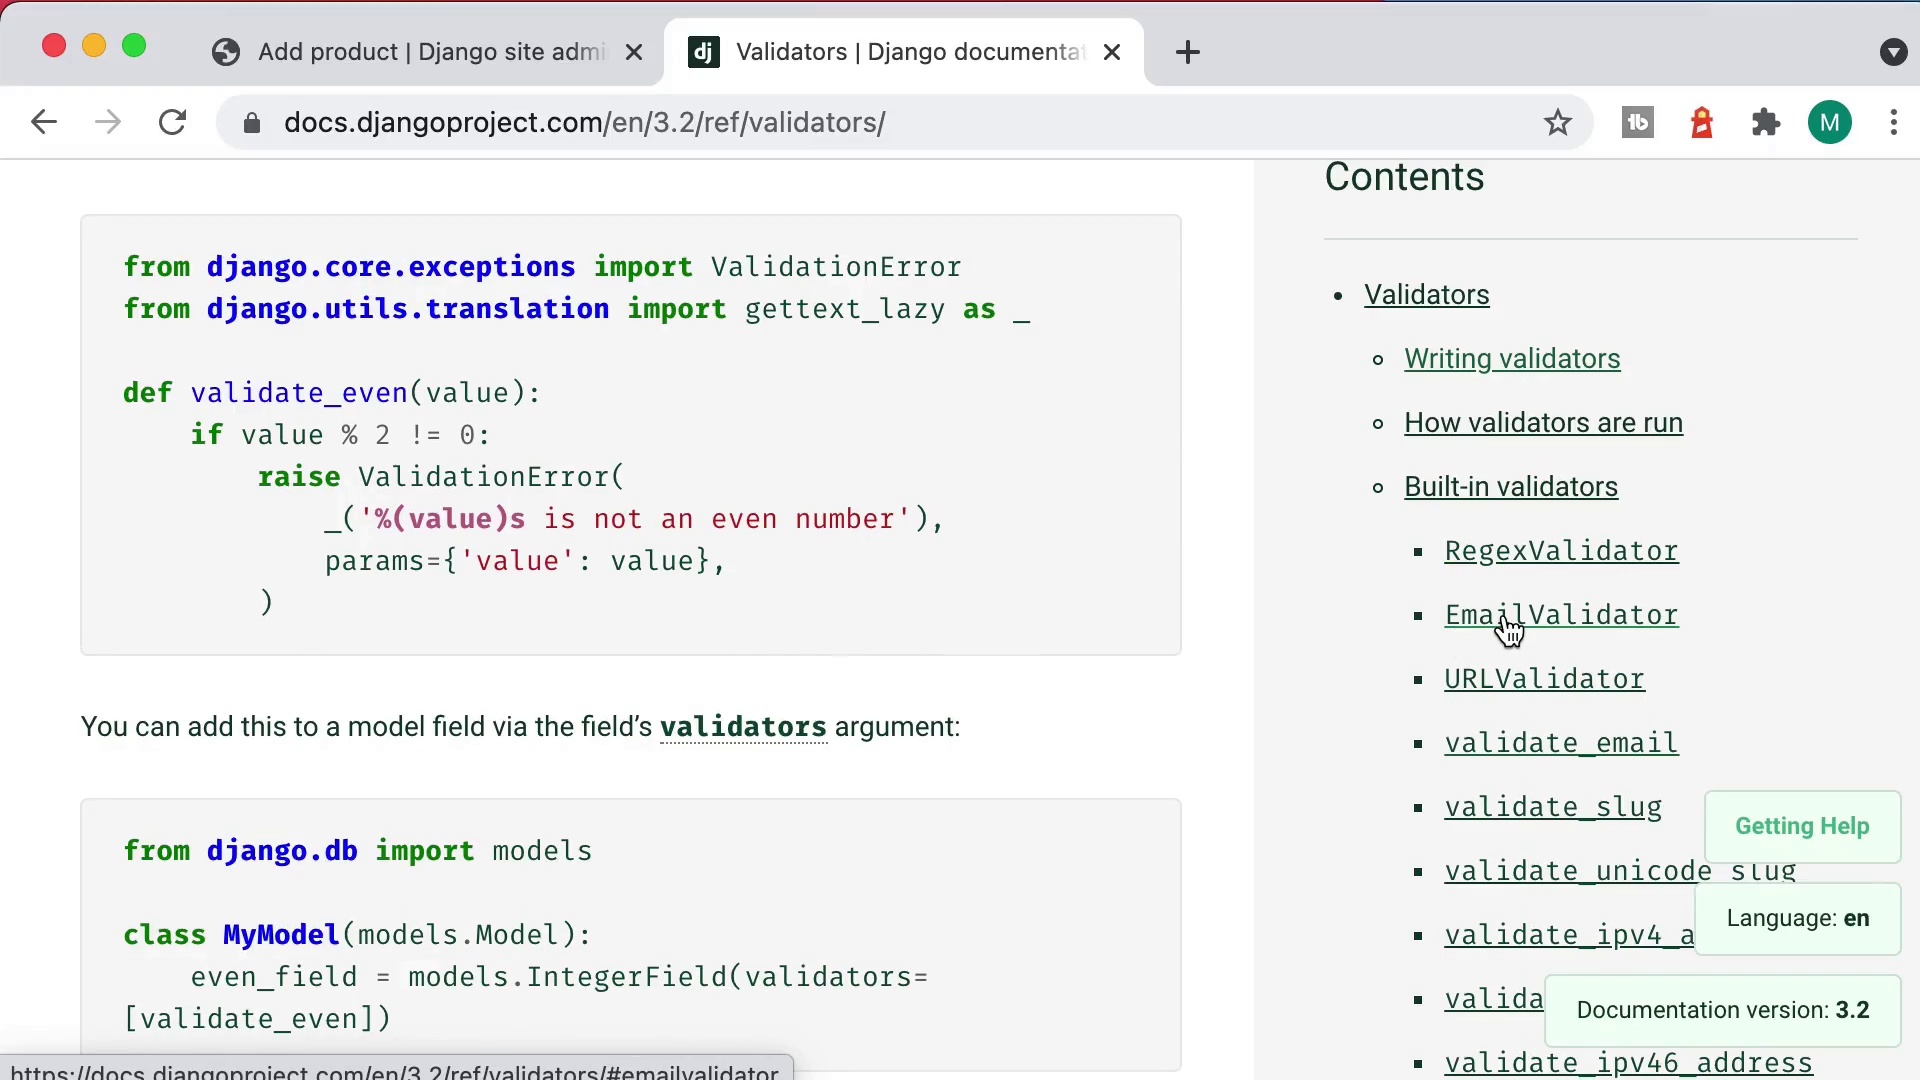 Add product | Django site admi
dj
Validators | Django documentat
docs.djangoproject.com/en/3.2/ref/validators/
tb
M
Contents
from django.core.exceptions import ValidationError
from django.utils.translation import gettext_lazy as _
def validate_even(value):
if value % 2 != 0:
raise ValidationError(
_('%(value)s is not an even number'),
params={'value': value},
)
You can add this to a model field via the field’s validators argument:
from django.db import models
class MyModel(models.Model):
even_field = models.IntegerField(validators=
[validate_even])
https://docs.djangoproject.com/en/3.2/ref/validators/#emailvalidator
Validators
Writing validators
How validators are run
Built-in validators
RegexValidator
EmailValidator
URLValidator
validate_email
validate_slug
validate_unicode_slug
validate_ipv4_a
valida
validate_ipv46_address
Getting Help
Language: en
Documentation version: 3.2